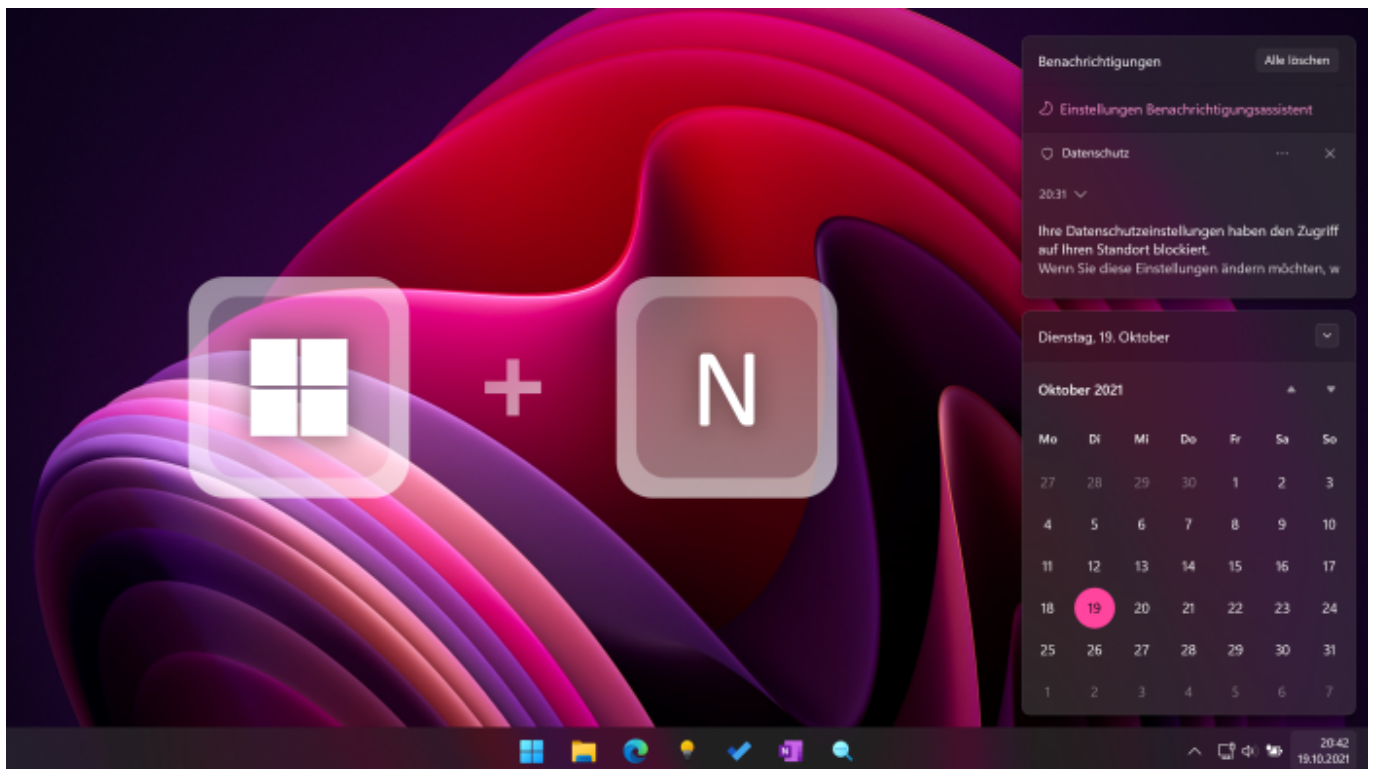 Benachrichtigungen Alle löschen
Einstellungen Benachrichtigungsassistent
Datenschutz
20:31
Ihre Datenschutzeinstellungen haben den Zugriff
auf Ihren Standort blockiert.
Wenn Sie diese Einstellungen ändern möchten, w
+ N
Dienstag, 19. Oktober
Oktober 2021
Mo Di Mi Do Fr Sa So
27 28 29 30 1 2 3
4 5 6 7 8 9 10
11 12 13 14 15 16 17
18 19 20 21 22 23 24
25 26 27 28 29 30 31
1 2 3 4 5 6 7
N
20:42
19.10.2021